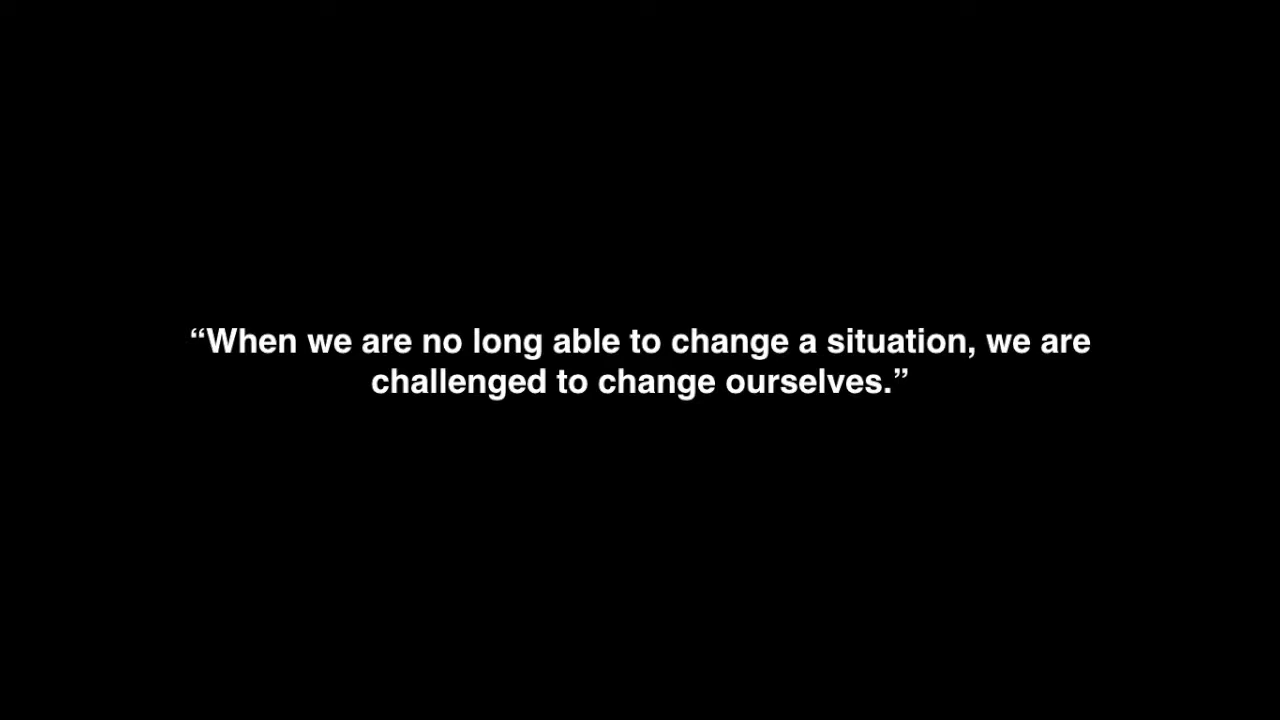 “When we are no long able to change a situation, we are
challenged to change ourselves.”